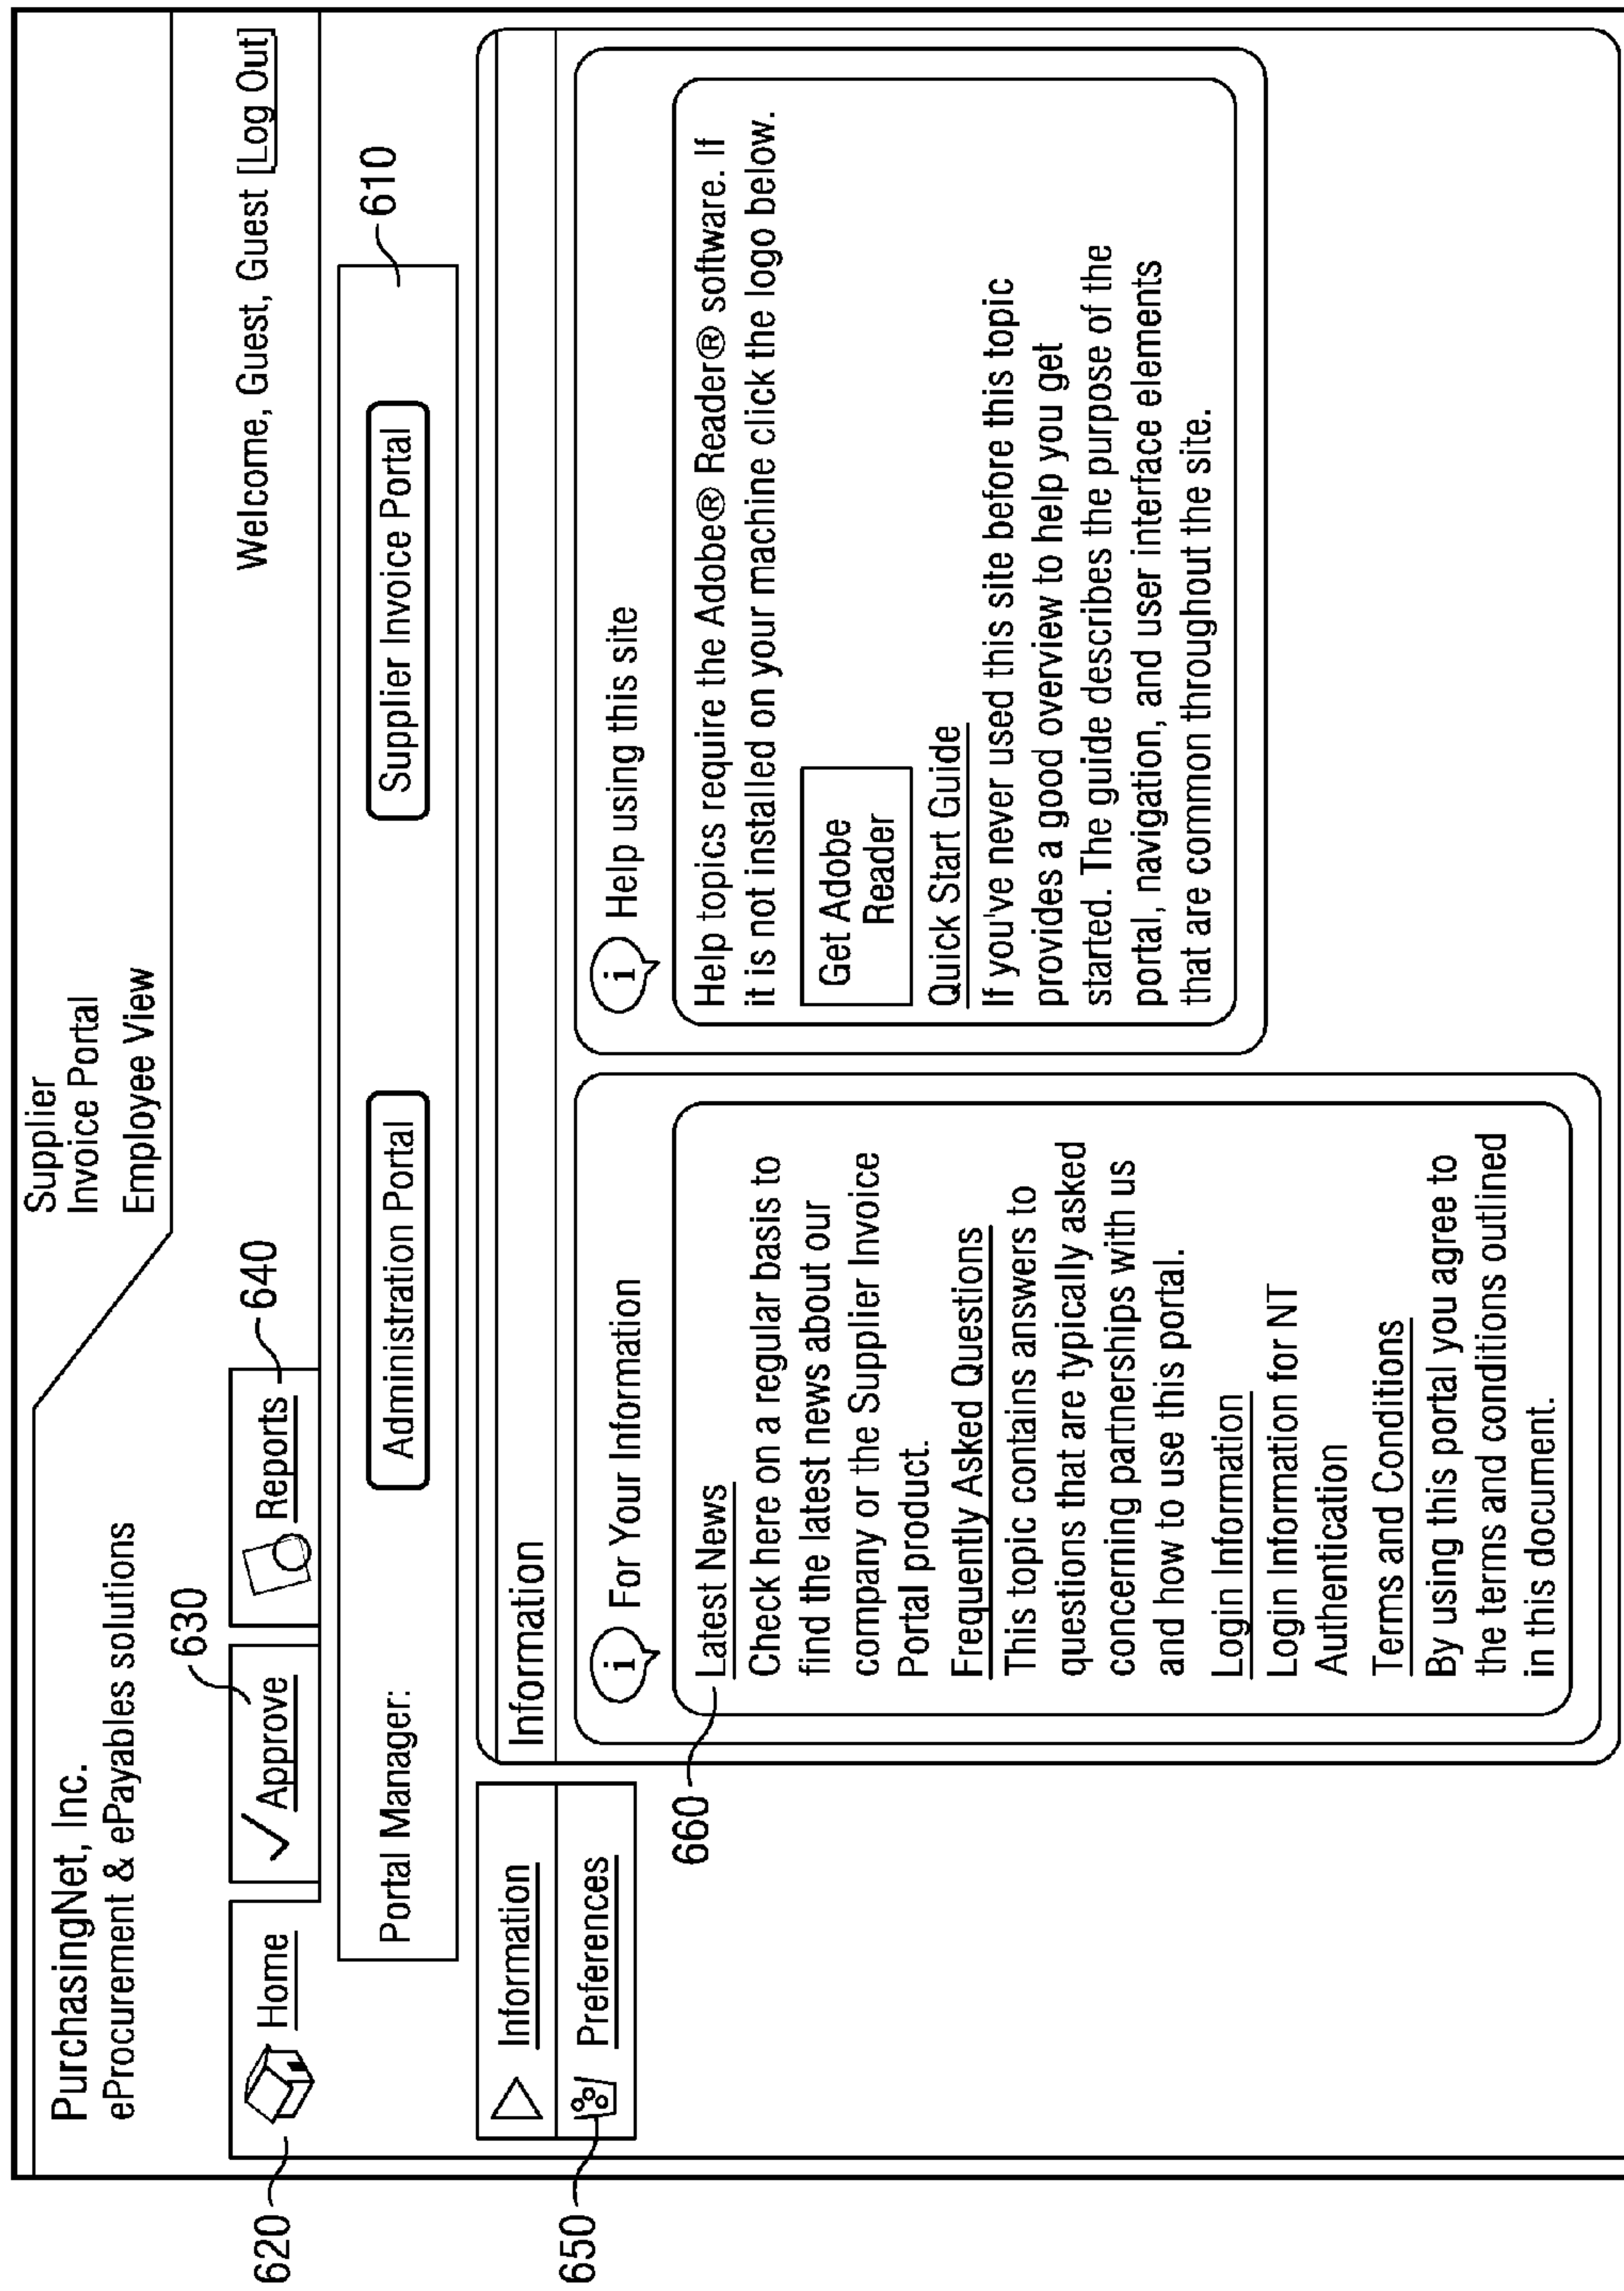 PurchasingNet, Inc.
eProcurement & ePayables solutions
Supplier
Invoice Portal
Employee View
630
640
620
Home
Approve
Reports
Welcome, Guest, Guest [Log Out]
610
Portal Manager:
Administration Portal
Supplier Invoice Portal
Information
Preferences
650
Information
660
i For Your Information
Latest News
Check here on a regular basis to
find the latest news about our
company or the Supplier Invoice
Portal product.
Frequently Asked Questions
This topic contains answers to
questions that are typically asked
concerning partnerships with us
and how to use this portal.
Login Information
Login Information for NT
Authentication
Terms and Conditions
By using this portal you agree to
the terms and conditions outlined
in this document.
i Help using this site
Help topics require the Adobe® Reader® software. If
it is not installed on your machine click the logo below.
Get Adobe
Reader
Quick Start Guide
If you've never used this site before this topic
provides a good overview to help you get
started. The guide describes the purpose of the
portal, navigation, and user interface elements
that are common throughout the site.